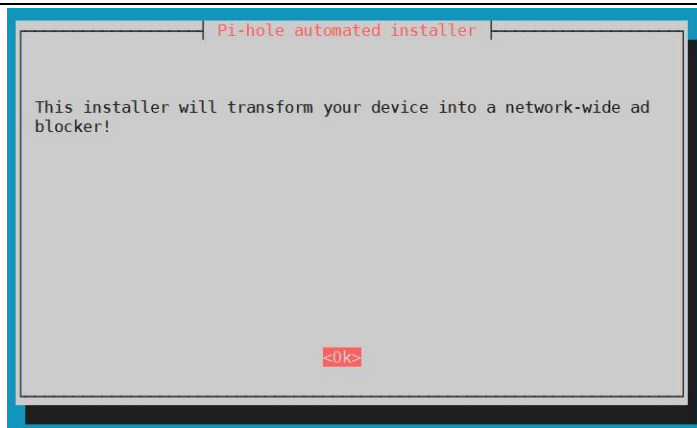 Pi-hole automated installer
This installer will transform your device into a network-wide ad
blocker!
<Ok>